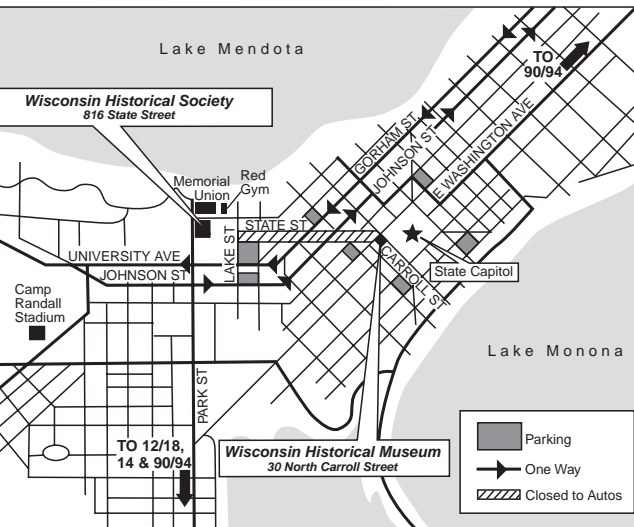 Lake Mendota
TO
90/94
Wisconsin Historical Society
816 State Street
GORHAM ST
JOHNSON ST
E WASHINGTON AVE
Memorial
Union
Red
Gym
STATE ST
LAKE ST
UNIVERSITY AVE
JOHNSON ST
CARROLL ST
State Capitol
Camp
Randall
Stadium
Lake Monona
PARK ST
TO 12/18,
14 & 90/94
Wisconsin Historical Museum
30 North Carroll Street
Parking
One Way
Closed to Autos